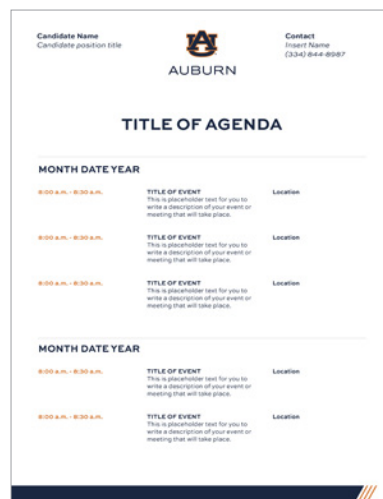 Candidate Name
Candidate position title
AU
AUBURN
Contact
Insert Name
(334) 844-8987
TITLE OF AGENDA
MONTH DATE YEAR
8:00 a.m. - 8:30 a.m.
TITLE OF EVENT
This is placeholder text for you to
write a description of your event or
meeting that will take place.
Location
8:00 a.m. - 8:30 a.m.
TITLE OF EVENT
This is placeholder text for you to
write a description of your event or
meeting that will take place.
Location
8:00 a.m. - 8:30 a.m.
TITLE OF EVENT
This is placeholder text for you to
write a description of your event or
meeting that will take place.
Location
MONTH DATE YEAR
8:00 a.m. - 8:30 a.m.
TITLE OF EVENT
This is placeholder text for you to
write a description of your event or
meeting that will take place.
Location
8:00 a.m. - 8:30 a.m.
TITLE OF EVENT
This is placeholder text for you to
write a description of your event or
meeting that will take place.
Location